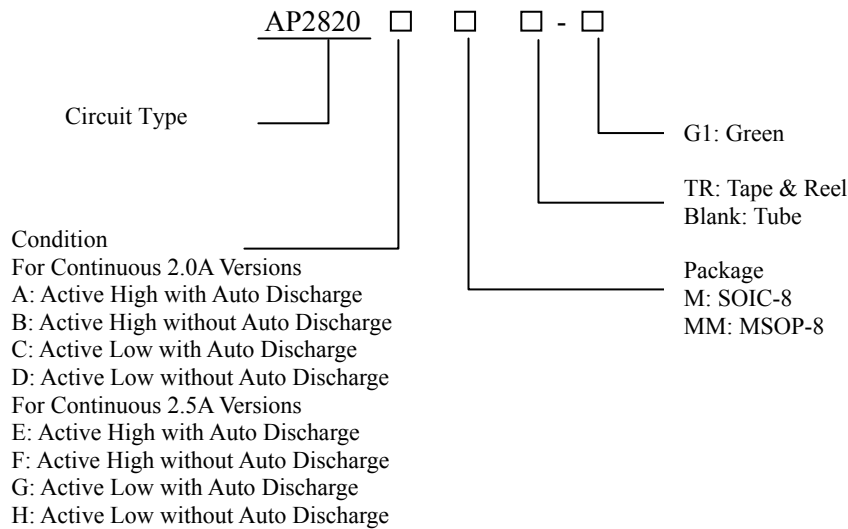 AP2820 □ □ □ - □
Circuit Type
G1: Green
TR: Tape & Reel
Blank: Tube
Condition
For Continuous 2.0A Versions
A: Active High with Auto Discharge
B: Active High without Auto Discharge
C: Active Low with Auto Discharge
D: Active Low without Auto Discharge
For Continuous 2.5A Versions
E: Active High with Auto Discharge
F: Active High without Auto Discharge
G: Active Low with Auto Discharge
H: Active Low without Auto Discharge
Package
M: SOIC-8
MM: MSOP-8